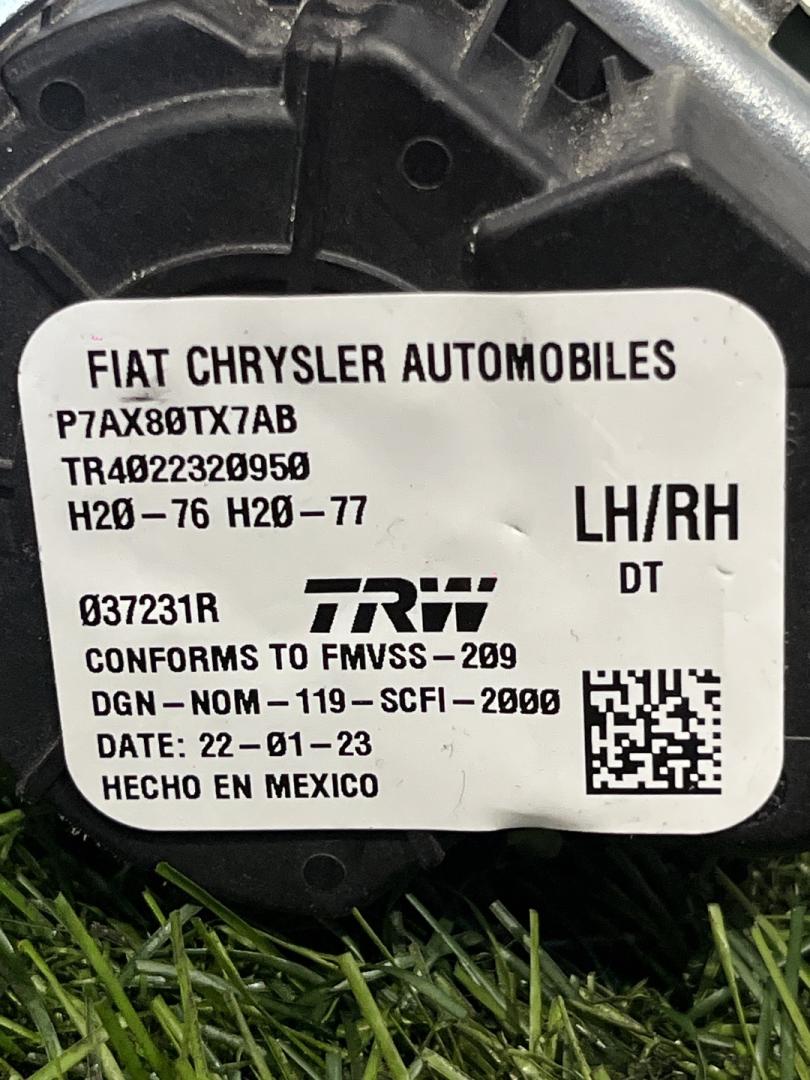 FIAT CHRYSLER AUTOMOBILES
P7AX80TX7AB
TR4022320950
H20-76 H20-77
LH/RH
DT
037231R
TRW
CONFORMS TO FMVSS-209
DGN-NOM-119-SCFI-2000
DATE: 22-01-23
HECHO EN MEXICO